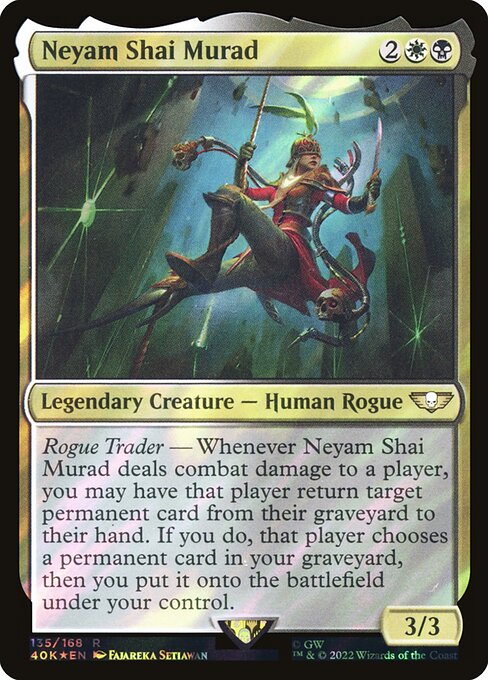 Neyam Shai Murad 2
Legendary Creature — Human Rogue
Rogue Trader — Whenever Neyam Shai
Murad deals combat damage to a player,
you may have that player return target
permanent card from their graveyard to
their hand. If you do, that player chooses
a permanent card in your graveyard,
then you put it onto the battlefield
under your control.
3/3
135/168 R
40K★EN Fajareka Setiawan
© GW
™ & © 2022 Wizards of the Coast